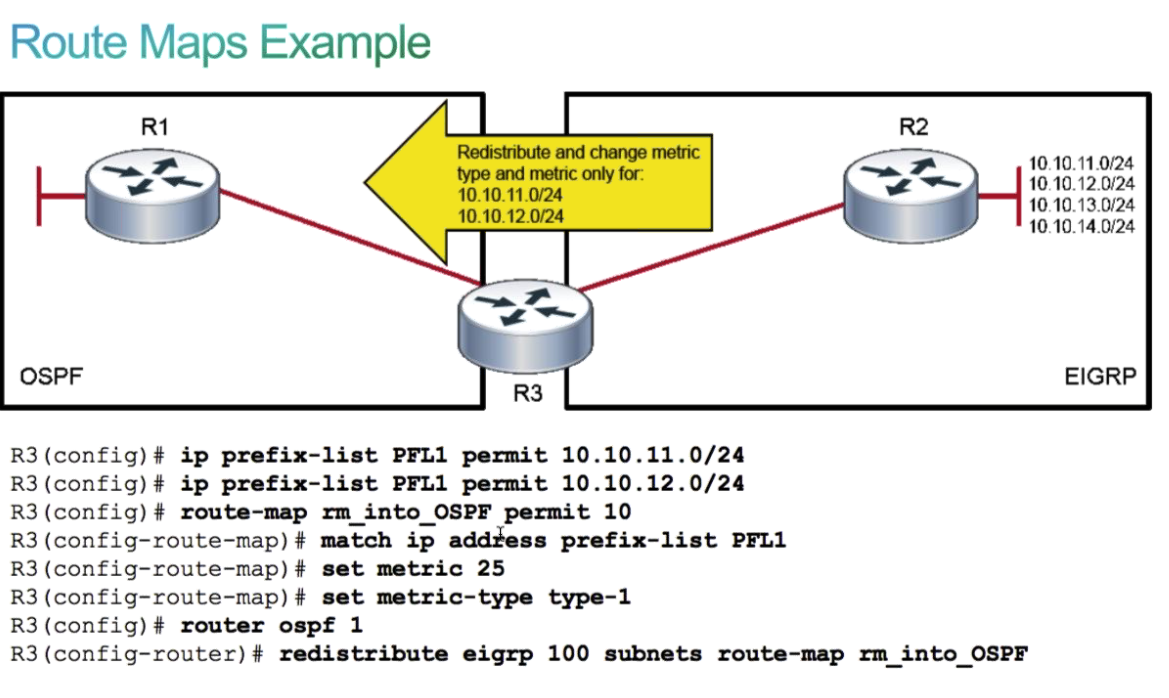 Route Maps Example
R1
R2
Redistribute and change metric
type and metric only for:
10.10.11.0/24
10.10.12.0/24
10.10.11.0/24
10.10.12.0/24
10.10.13.0/24
10.10.14.0/24
OSPF
R3
EIGRP
R3(config)# ip prefix-list PFL1 permit 10.10.11.0/24
R3(config)# ip prefix-list PFL1 permit 10.10.12.0/24
R3(config)# route-map rm_into_OSPF permit 10
R3(config-route-map)# match ip address prefix-list PFL1
R3(config-route-map)# set metric 25
R3(config-route-map)# set metric-type type-1
R3(config)# router ospf 1
R3(config-router)# redistribute eigrp 100 subnets route-map rm_into_OSPF